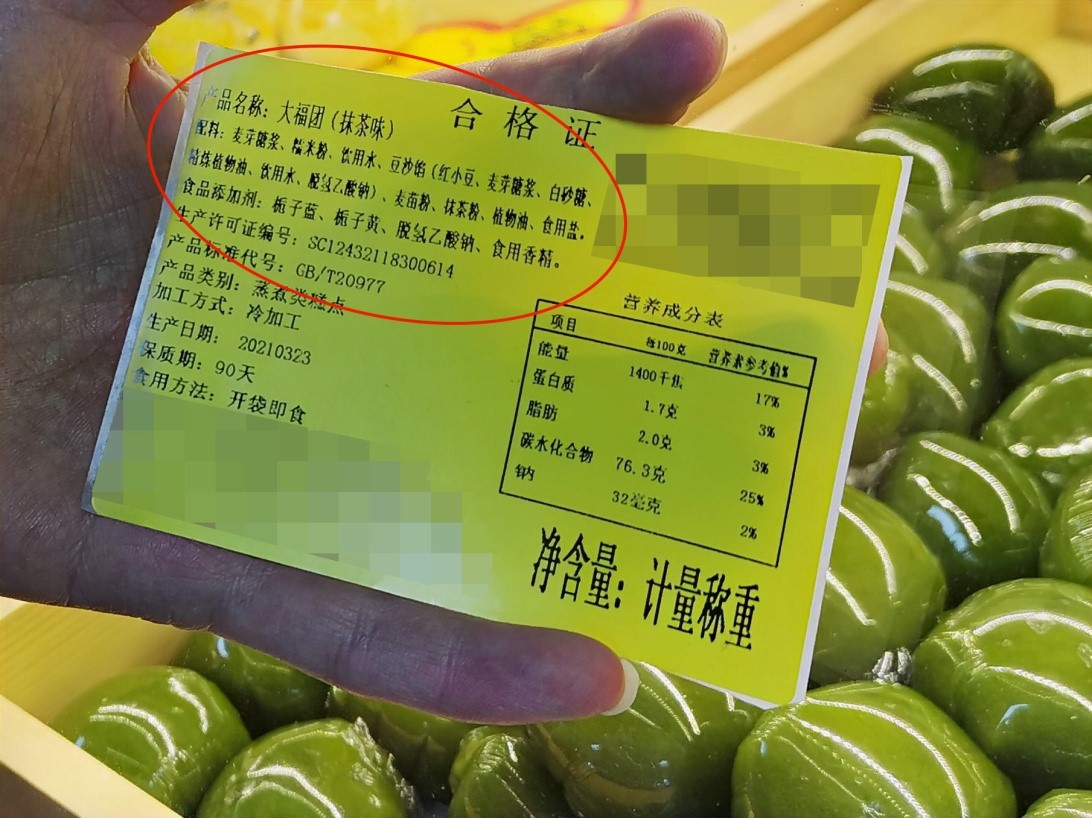 合格证
产品名称：大福团（抹茶味）
配料：麦芽糖浆、糯米粉、饮用水、豆沙馅（红小豆、麦芽糖浆、白砂糖、
精炼植物油、饮用水、脱氢乙酸钠）、麦苗粉、抹茶粉、植物油、食用盐。
食品添加剂：栀子蓝、栀子黄、脱氢乙酸钠、食用香精。
生产许可证编号：SC12432118300614
产品标准代号：GB/T20977
产品类别：蒸煮类糕点
加工方式：冷加工
生产日期：20210323
保质期：90天
食用方法：开袋即食
营养成分表
项目 每100克 营养素参考值%
能量 1400千焦 17%
蛋白质 1.7克 3%
脂肪 2.0克 3%
碳水化合物 76.3克 25%
钠 32毫克 2%
净含量：计量称重